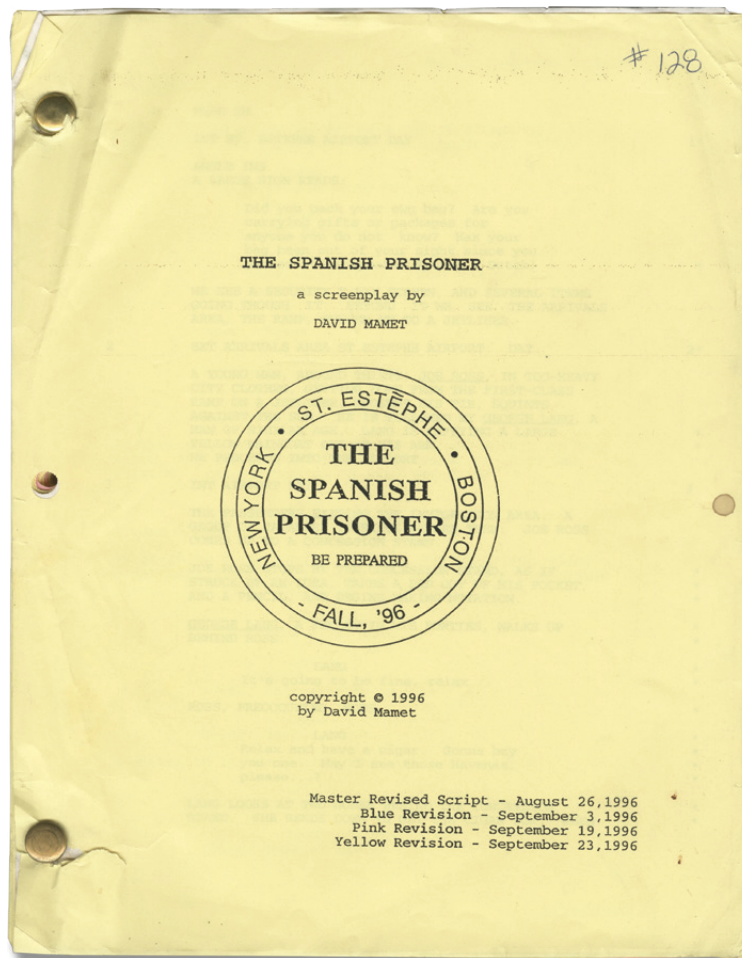 # 128
THE SPANISH PRISONER
a screenplay by
DAVID MAMET
NEW YORK • ST. ESTĒPHE • BOSTON
THE
SPANISH
PRISONER
BE PREPARED
- FALL, '96 -
copyright © 1996
by David Mamet
Master Revised Script - August 26,1996
Blue Revision - September 3,1996
Pink Revision - September 19,1996
Yellow Revision - September 23,1996